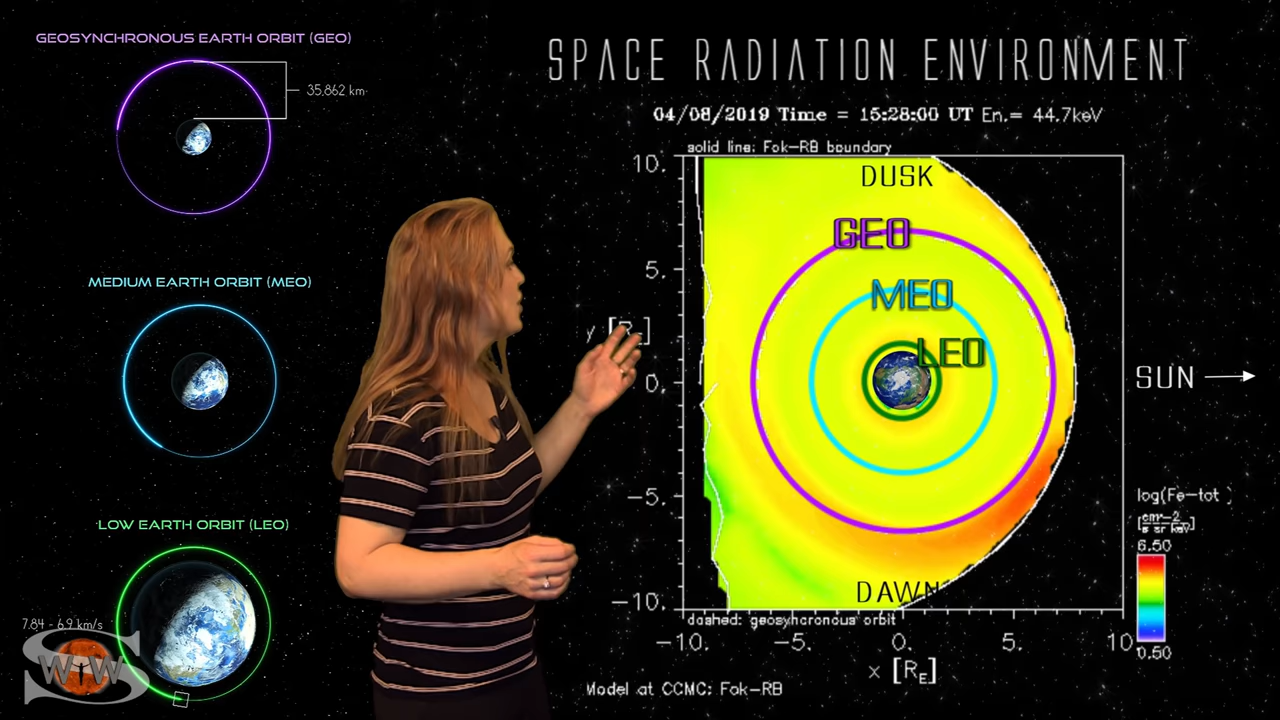 GEOSYNCHRONOUS EARTH ORBIT (GEO)
35,862 km
MEDIUM EARTH ORBIT (MEO)
LOW EARTH ORBIT (LEO)
7.84 - 6.9 km/s
S
WTW
SPACE RADIATION ENVIRONMENT
04/08/2019 Time = 15:28:00 UT En.= 44.7keV
solid line: Fok-RB boundary
10.
5.
0.
-5.
-10.
y
DUSK
GEO
MEO
LEO
DAWN
dashed: geosynchronous orbit
-10. -5. 0. 5. 10.
x [RE]
Model at CCMC: Fok-RB
SUN
log(Fe-tot )
6.50
0.50